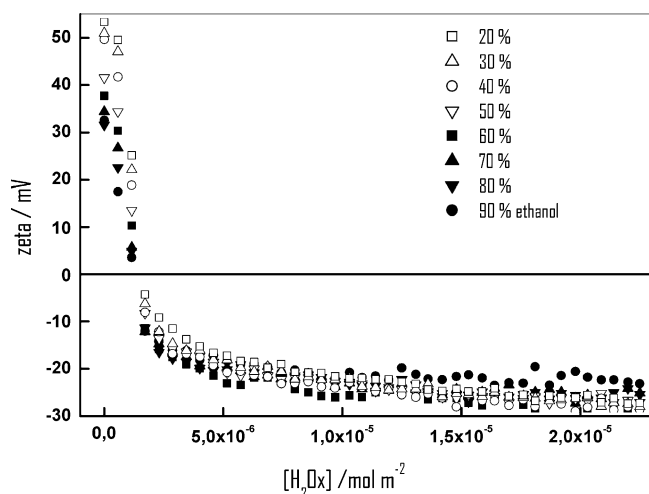 50
40
30
20
10
0
-10
-20
-30
zeta / mV
20 %
30 %
40 %
50 %
60 %
70 %
80 %
90 % ethanol
0,0
5,0x10⁻⁶
1,0x10⁻⁵
1,5x10⁻⁵
2,0x10⁻⁵
[H₂Ox] /mol m⁻²